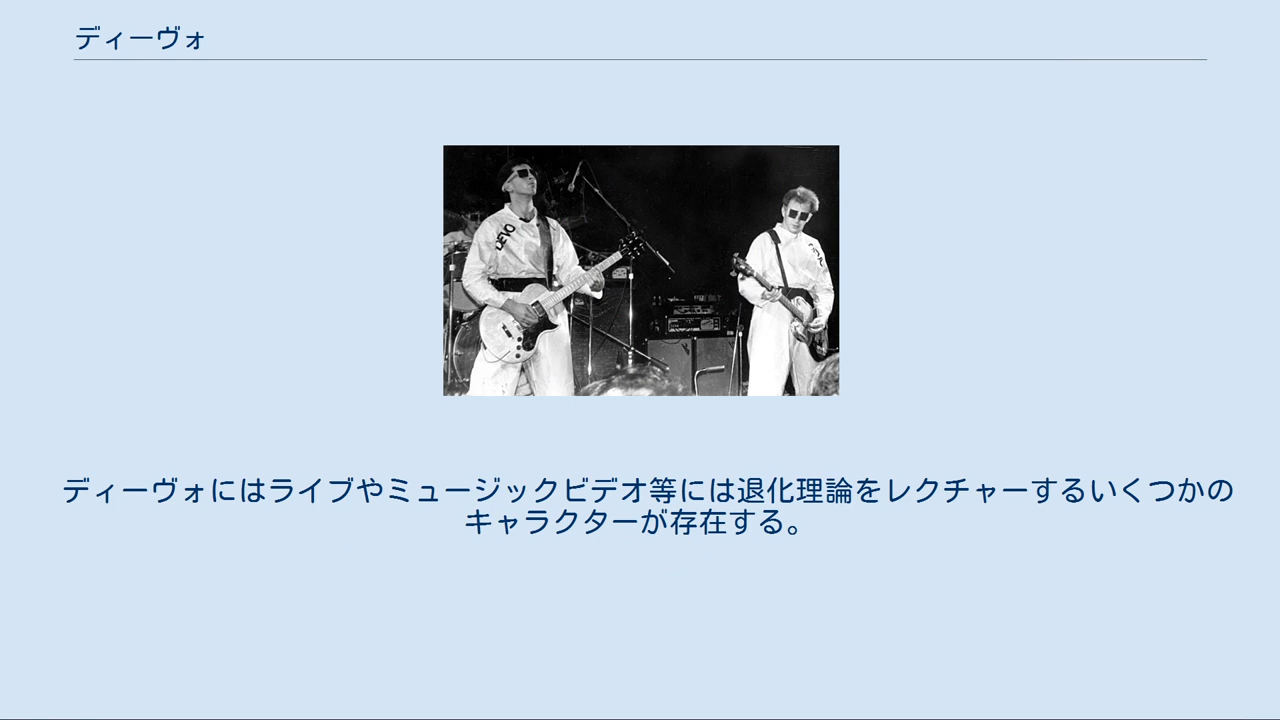 ディーヴォ
DEVO
ディーヴォにはライブやミュージックビデオ等には退化理論をレクチャーするいくつかの
キャラクターが存在する。